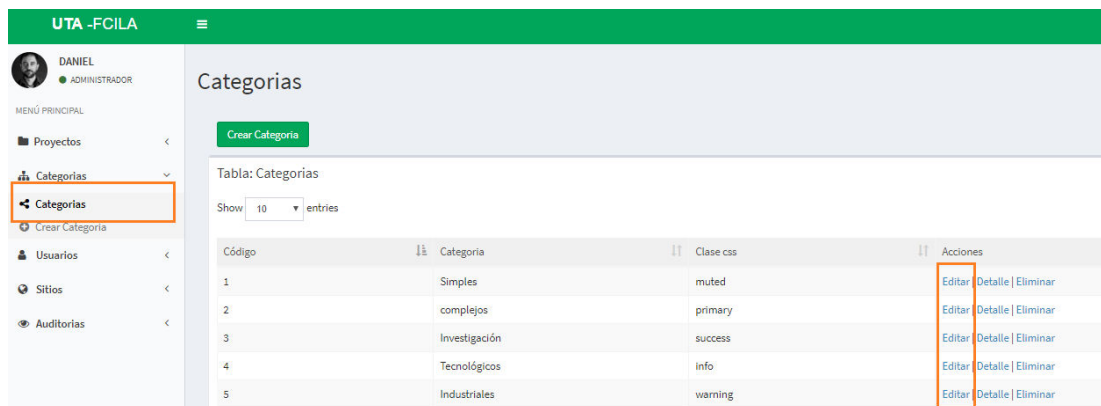 UTA -FCILA
DANIEL
ADMINISTRADOR
MENÚ PRINCIPAL
Proyectos
Categorias
Categorias
Crear Categoria
Usuarios
Sitios
Auditorias
Categorias
Crear Categoria
Tabla: Categorias
Show 10 entries
Código Categoria Clase css Acciones
1 Simples muted Editar | Detalle | Eliminar
2 complejos primary Editar | Detalle | Eliminar
3 Investigación success Editar | Detalle | Eliminar
4 Tecnológicos info Editar | Detalle | Eliminar
5 Industriales warning Editar | Detalle | Eliminar